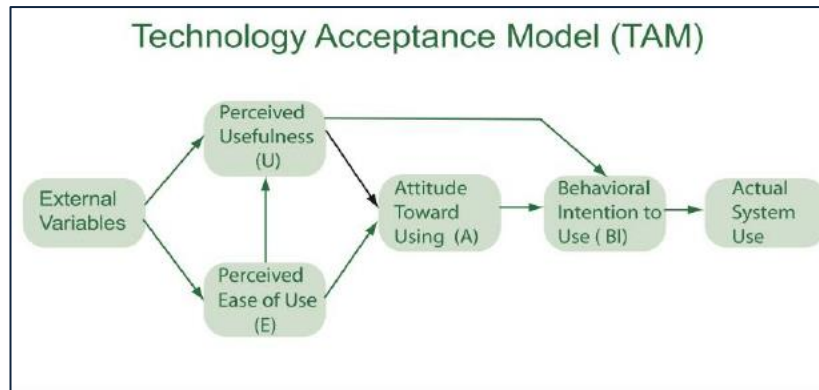 Technology Acceptance Model (TAM)
Perceived
Usefulness
(U)
External
Variables
Perceived
Ease of Use
(E)
Attitude
Toward
Using (A)
Behavioral
Intention to
Use ( BI)
Actual
System
Use